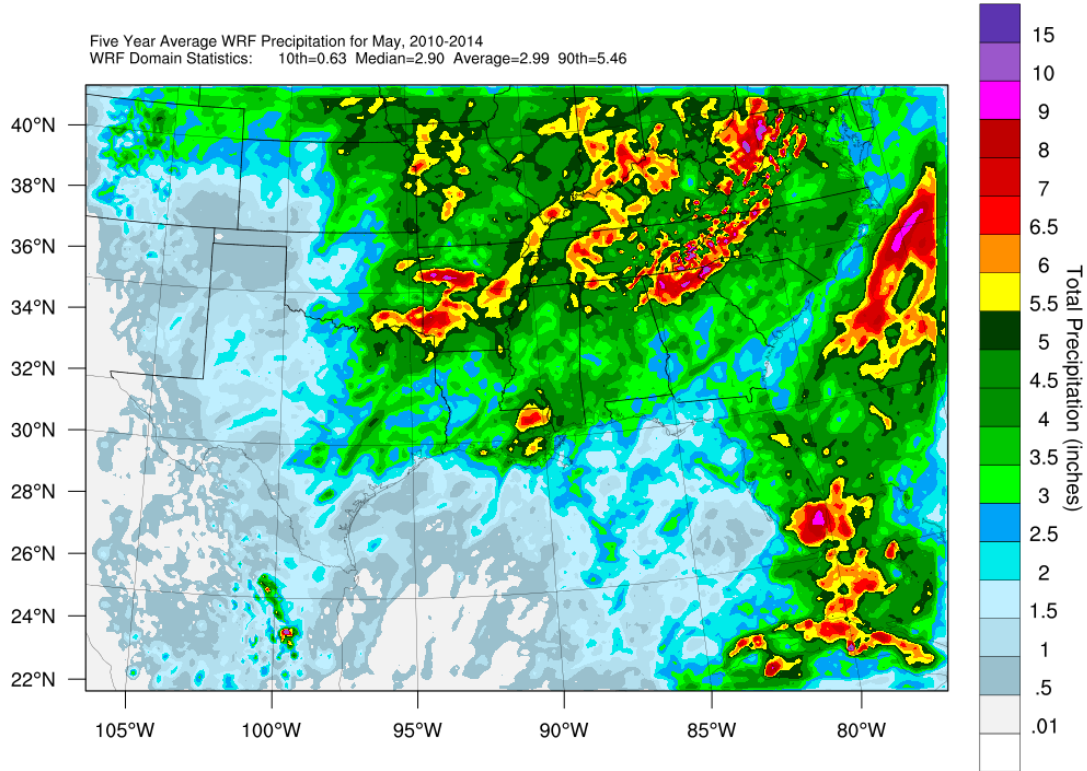 Five Year Average WRF Precipitation for May, 2010-2014
WRF Domain Statistics: 10th=0.63 Median=2.90 Average=2.99 90th=5.46
40°N
38°N
36°N
34°N
32°N
30°N
28°N
26°N
24°N
22°N
105°W
100°W
95°W
90°W
85°W
80°W
15
10
9
8
7
6.5
6
5.5
5
4.5
4
3.5
3
2.5
2
1.5
1
.5
.01
Total Precipitation (inches)